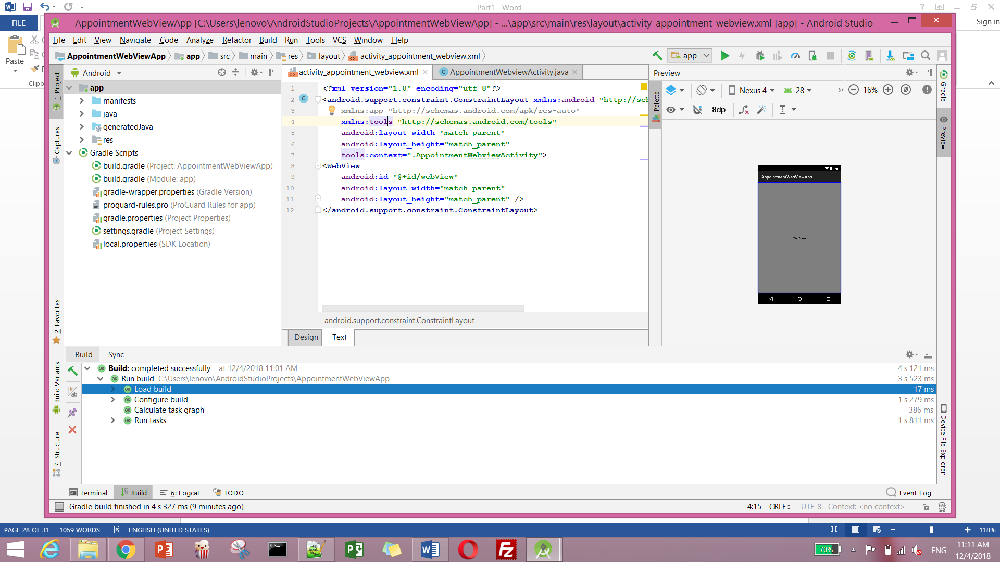 Part1 - Word
FILE
Sign in
Paste
Clipb
AppointmentWebViewApp [C:\Users\lenovo\AndroidStudioProjects\AppointmentWebViewApp] - ...\app\src\main\res\layout\activity_appointment_webview.xml [app] - Android Studio
File Edit View Navigate Code Analyze Refactor Build Run Tools VCS Window Help
AppointmentWebViewApp app src main res layout activity_appointment_webview.xml
app
Android
activity_appointment_webview.xml
AppointmentWebviewActivity.java
Preview
1: Project
Captures
2: Favorites
Build Variants
7: Structure
app
manifests
java
generatedJava
res
Gradle Scripts
build.gradle (Project: AppointmentWebViewApp)
build.gradle (Module: app)
gradle-wrapper.properties (Gradle Version)
proguard-rules.pro (ProGuard Rules for app)
gradle.properties (Project Properties)
settings.gradle (Project Settings)
local.properties (SDK Location)
1 <?xml version="1.0" encoding="utf-8"?>
2 <android.support.constraint.ConstraintLayout xmlns:android="http://sch
3 xmlns:app="http://schemas.android.com/apk/res-auto"
4 xmlns:tools="http://schemas.android.com/tools"
5 android:layout_width="match_parent"
6 android:layout_height="match_parent"
7 tools:context=".AppointmentWebviewActivity">
8 <WebView
9 android:id="@+id/webView"
10 android:layout_width="match_parent"
11 android:layout_height="match_parent" />
12 </android.support.constraint.ConstraintLayout>
android.support.constraint.ConstraintLayout
Design Text
Palette
Nexus 4 28 16%
8dp
8:00
AppointmentWebViewApp
WebView
Gradle
Preview
Device File Explorer
Build Sync
Build: completed successfully at 12/4/2018 11:01 AM 4 s 121 ms
Run build C:\Users\lenovo\AndroidStudioProjects\AppointmentWebViewApp 3 s 523 ms
Load build 17 ms
Configure build 1 s 279 ms
Calculate task graph 386 ms
Run tasks 1 s 811 ms
Terminal Build 6: Logcat TODO Event Log
Gradle build finished in 4 s 327 ms (9 minutes ago) 4:15 CRLF UTF-8 Context: <no context>
PAGE 28 OF 31 1059 WORDS ENGLISH (UNITED STATES) 118%
70% ENG 11:11 AM
12/4/2018